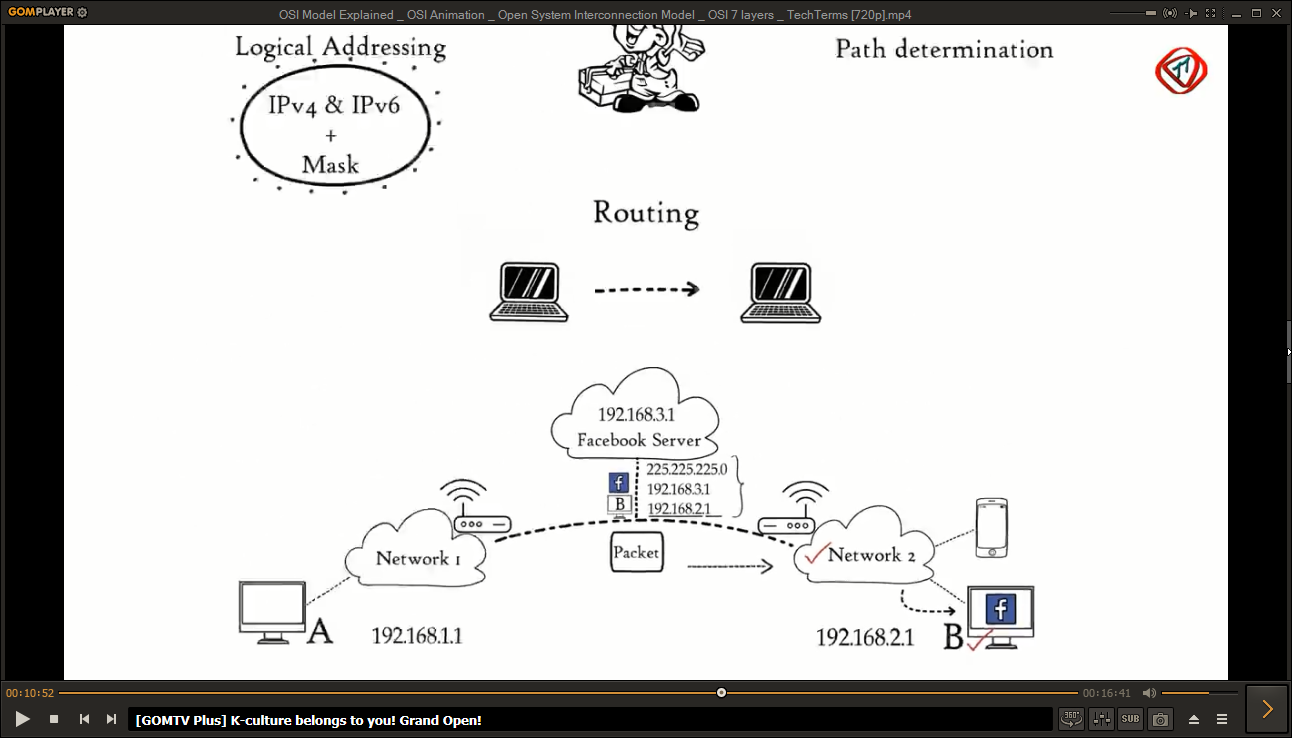 GOMPLAYER
OSI Model Explained _ OSI Animation _ Open System Interconnection Model _ OSI 7 layers _ TechTerms [720p].mp4
Logical Addressing
Path determination
IPv4 & IPv6
+
Mask
Routing
192.168.3.1
Facebook Server
225.225.225.0
f
192.168.3.1
B
192.168.2.1
Network 1
Packet
Network 2
f
A
192.168.1.1
192.168.2.1
B
00:10:52
00:16:41
[GOMTV Plus] K-culture belongs to you! Grand Open!
360°
SUB